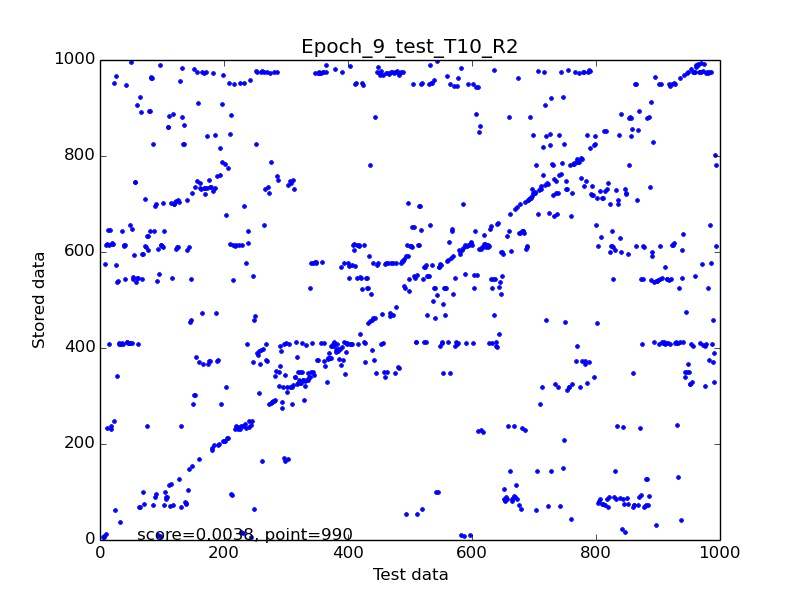 Epoch_9_test_T10_R2
1000
800
600
400
200
0
Stored data
score=0.0038, point=990
0 200 400 600 800 1000
Test data